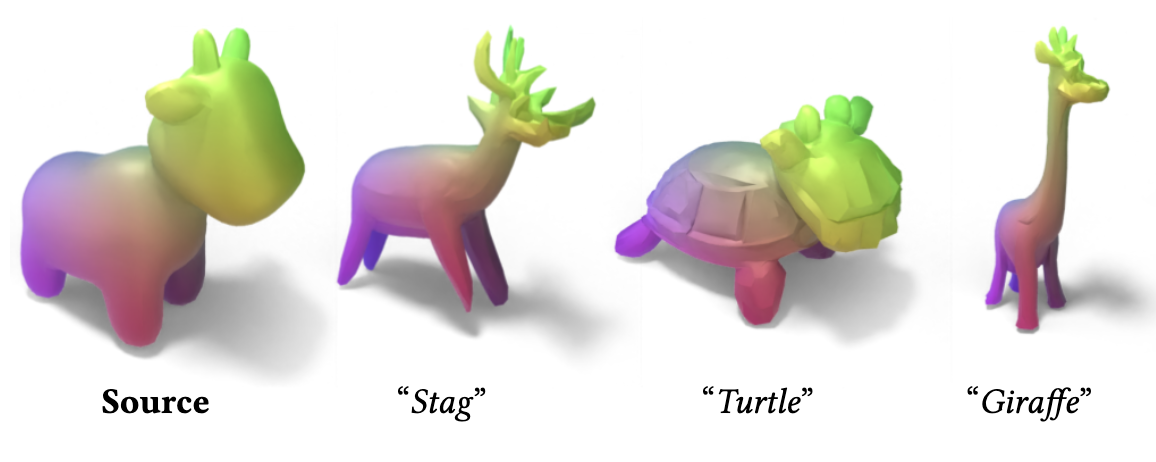 Source
“Stag”
“Turtle”
“Giraffe”